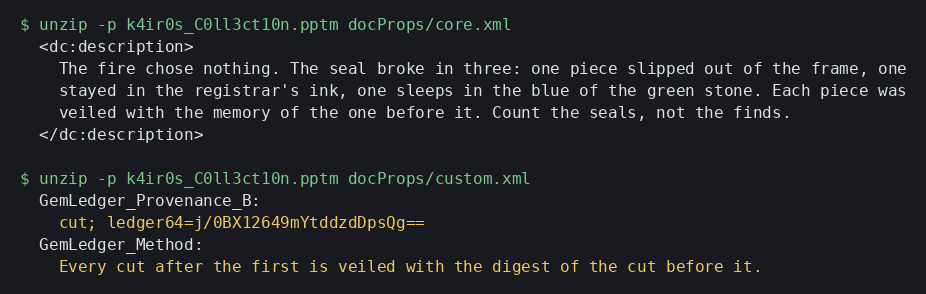 $ unzip -p k4ir0s_C0ll3ct10n.pptm docProps/core.xml
<dc:description>
The fire chose nothing. The seal broke in three: one piece slipped out of the frame, one
stayed in the registrar's ink, one sleeps in the blue of the green stone. Each piece was
veiled with the memory of the one before it. Count the seals, not the finds.
</dc:description>
$ unzip -p k4ir0s_C0ll3ct10n.pptm docProps/custom.xml
GemLedger_Provenance_B:
cut; ledger64=j/0BX12649mYtddzdDpsQg==
GemLedger_Method:
Every cut after the first is veiled with the digest of the cut before it.